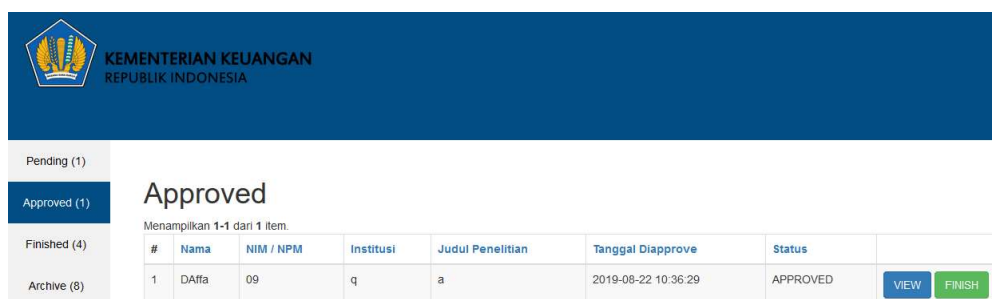 KEMENTERIAN KEUANGAN
REPUBLIK INDONESIA
Pending (1)
Approved (1)
Finished (4)
Archive (8)
Approved
Menampilkan 1-1 dari 1 item.
# Nama NIM / NPM Institusi Judul Penelitian Tanggal Diapprove Status
1 DAffa 09 q a 2019-08-22 10:36:29 APPROVED VIEW FINISH